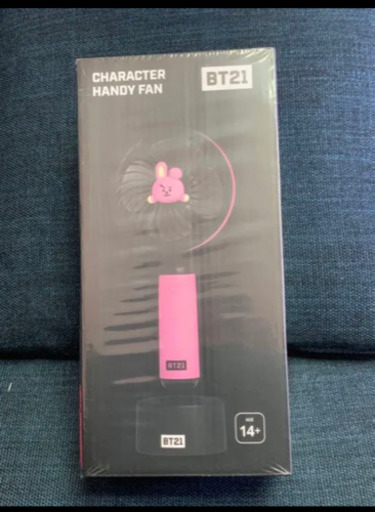 CHARACTER
HANDY FAN
BT21
BT21
BT21
AGE
14+